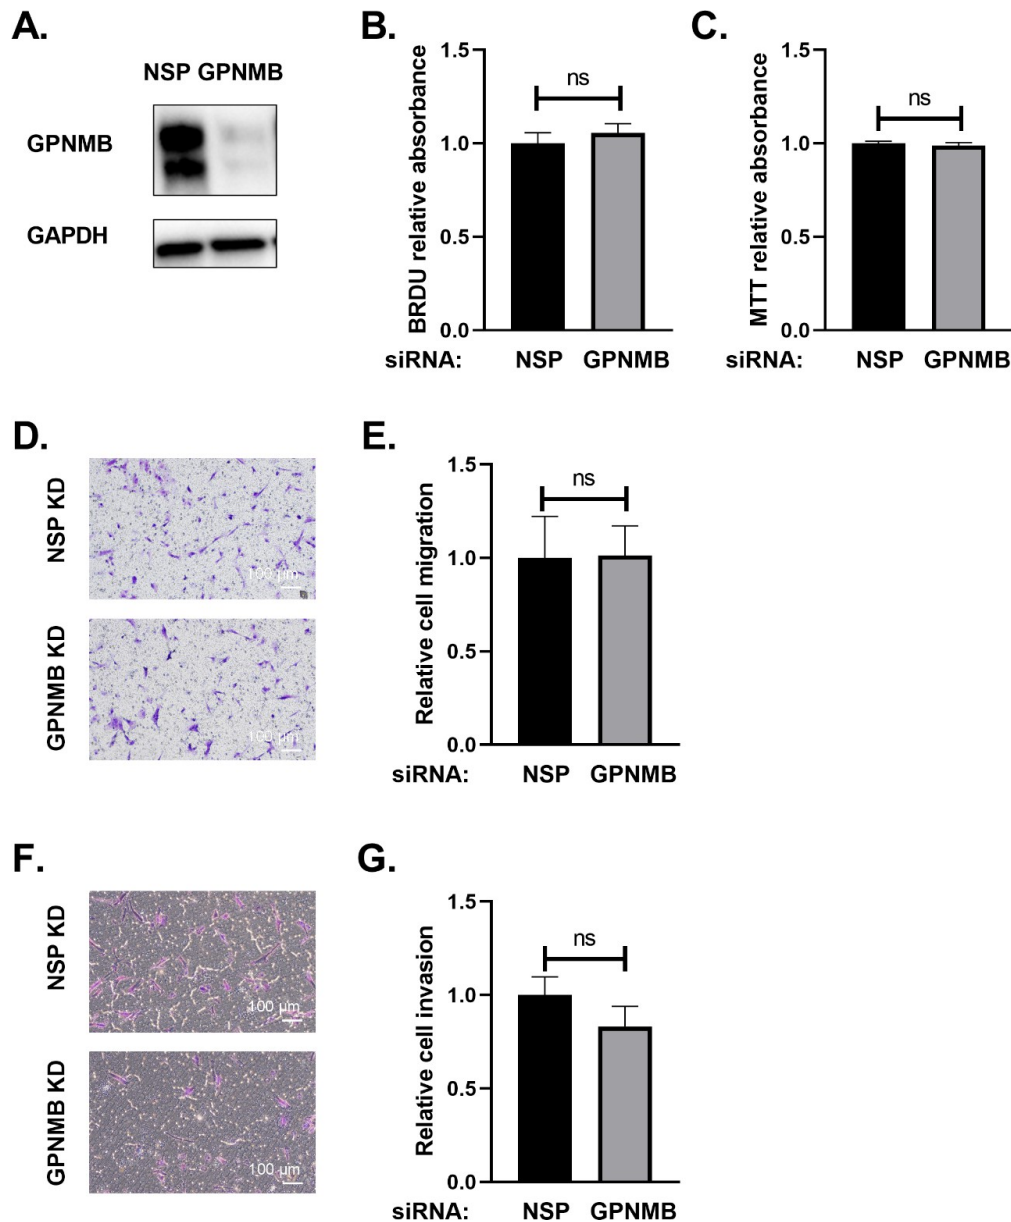 A.
NSP GPNMB
GPNMB
GAPDH
B.
BRDU relative absorbance
1.5
1.0
0.5
0.0
ns
siRNA: NSP GPNMB
C.
MTT relative absorbance
1.5
1.0
0.5
0.0
ns
siRNA: NSP GPNMB
D.
NSP KD
100 µm
GPNMB KD
100 µm
E.
Relative cell migration
1.5
1.0
0.5
0.0
ns
siRNA: NSP GPNMB
F.
NSP KD
100 µm
GPNMB KD
100 µm
G.
Relative cell invasion
1.5
1.0
0.5
0.0
ns
siRNA: NSP GPNMB